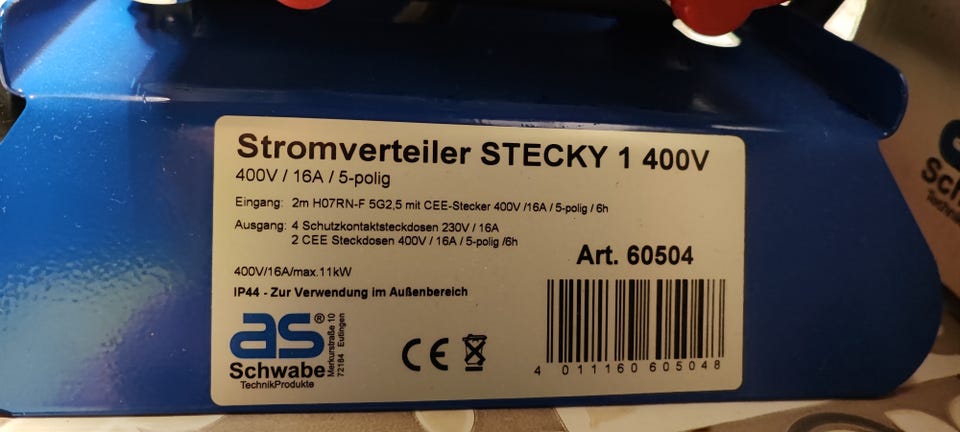 Stromverteiler STECKY 1 400V
400V / 16A / 5-polig
Eingang: 2m H07RN-F 5G2,5 mit CEE-Stecker 400V /16A / 5-polig / 6h
Ausgang: 4 Schutzkontaktsteckdosen 230V / 16A
2 CEE Steckdosen 400V / 16A / 5-polig /6h
Art. 60504
400V/16A/max.11kW
IP44 - Zur Verwendung im Außenbereich
as®
Schwabe
TechnikProdukte
Merkurstraße 10
72184 Eutingen
CE
4 011160 605048
Schw
Technik